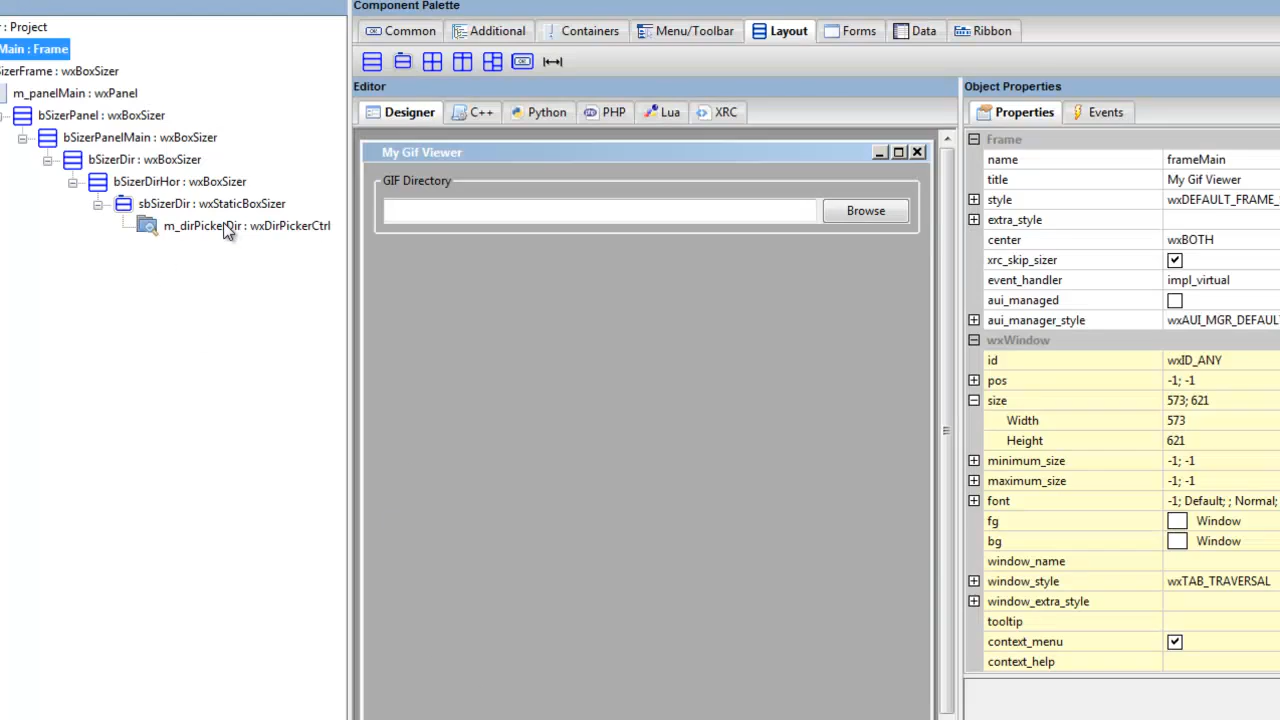 Component Palette
Common Additional Containers Menu/Toolbar Layout Forms Data Ribbon
Editor
Designer C++ Python PHP Lua XRC
r : Project
Main : Frame
SizerFrame : wxBoxSizer
m_panelMain : wxPanel
bSizerPanel : wxBoxSizer
bSizerPanelMain : wxBoxSizer
bSizerDir : wxBoxSizer
bSizerDirHor : wxBoxSizer
sbSizerDir : wxStaticBoxSizer
m_dirPickerDir : wxDirPickerCtrl
My Gif Viewer
GIF Directory
Browse
Object Properties
Properties Events
Frame
name frameMain
title My Gif Viewer
style wxDEFAULT_FRAME_
extra_style
center wxBOTH
xrc_skip_sizer
event_handler impl_virtual
aui_managed
aui_manager_style wxAUI_MGR_DEFAUL
wxWindow
id wxID_ANY
pos -1; -1
size 573; 621
Width 573
Height 621
minimum_size -1; -1
maximum_size -1; -1
font -1; Default; ; Normal;
fg Window
bg Window
window_name
window_style wxTAB_TRAVERSAL
window_extra_style
tooltip
context_menu
context_help